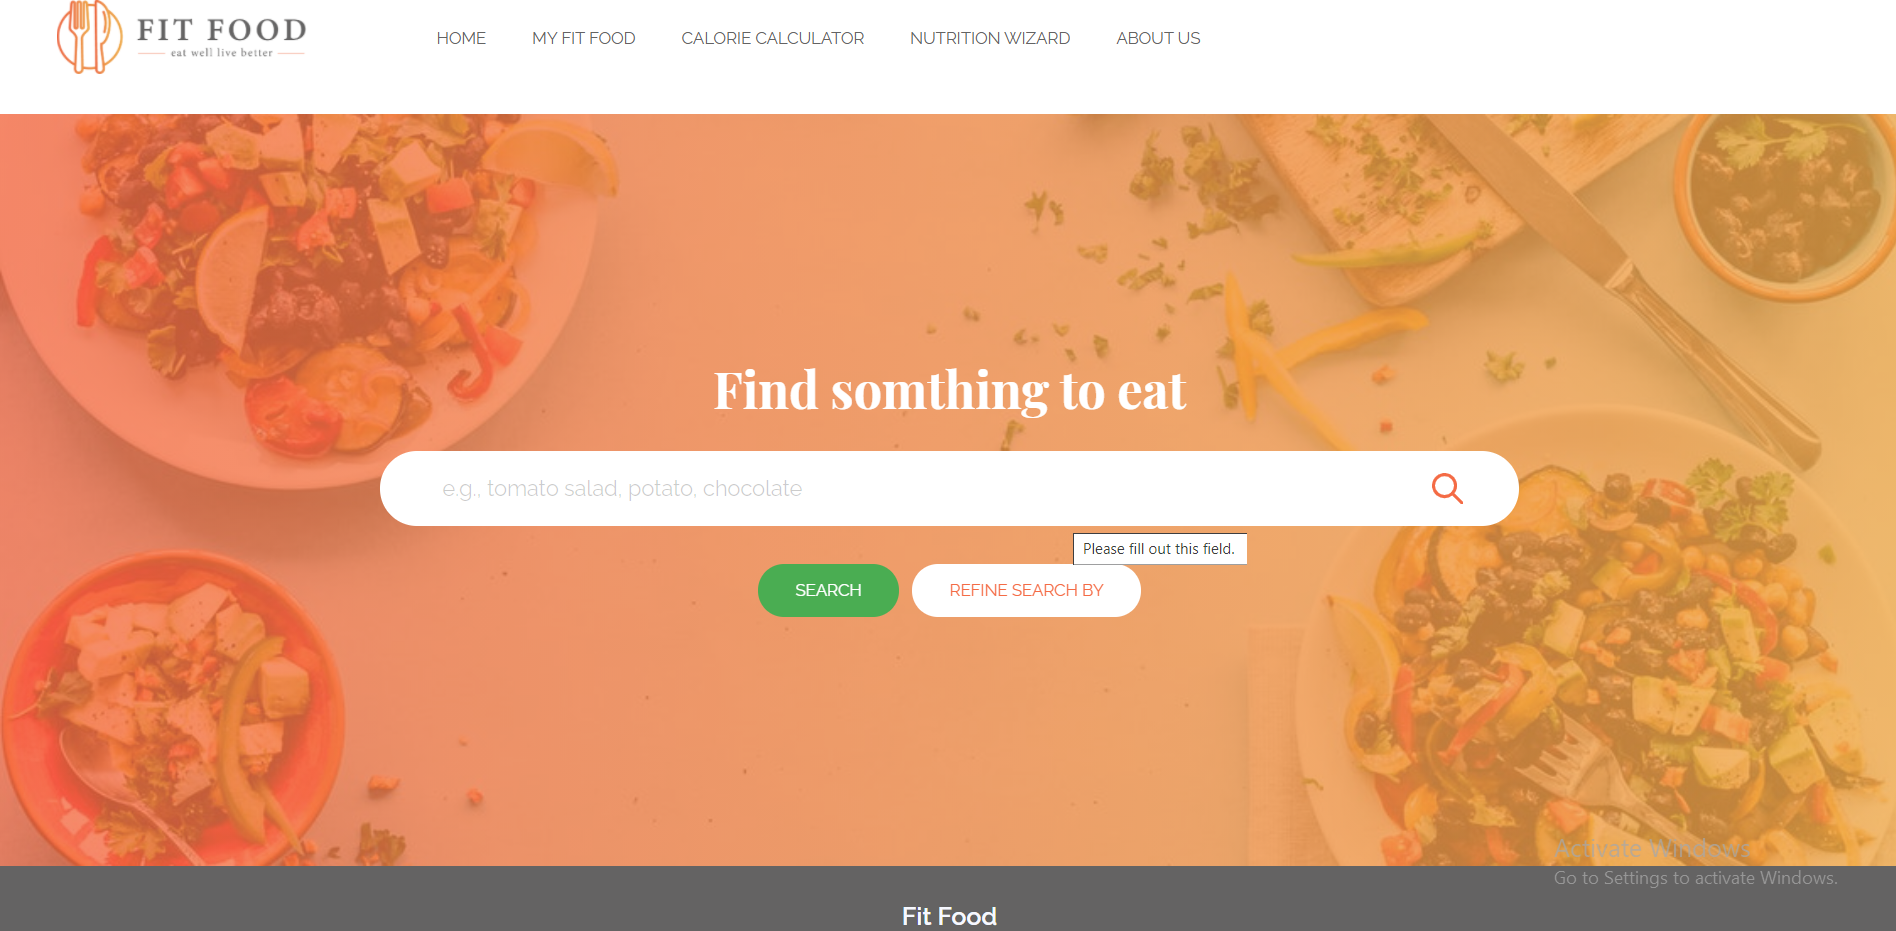 FIT FOOD
eat well live better
HOME MY FIT FOOD CALORIE CALCULATOR NUTRITION WIZARD ABOUT US
Find somthing to eat
e.g., tomato salad, potato, chocolate
Please fill out this field.
SEARCH REFINE SEARCH BY
Activate Windows
Go to Settings to activate Windows.
Fit Food